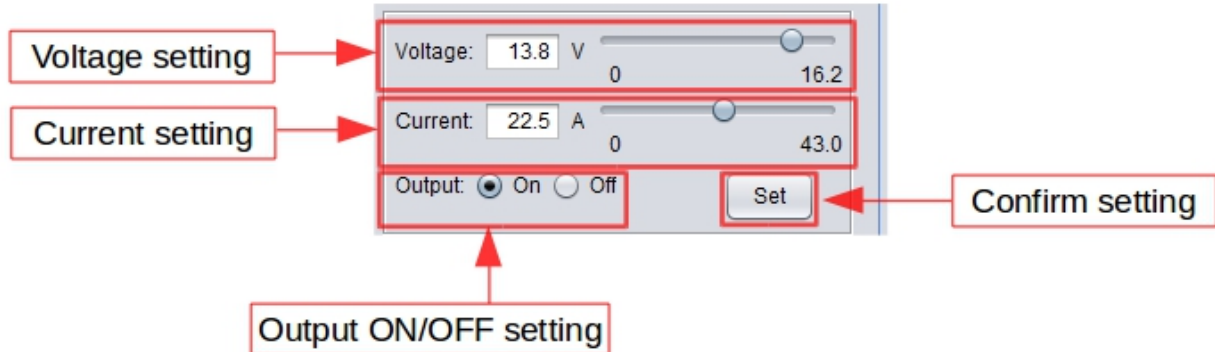 Voltage setting
Voltage: 13.8 V
0 16.2
Current setting
Current: 22.5 A
0 43.0
Output: On Off
Set
Confirm setting
Output ON/OFF setting